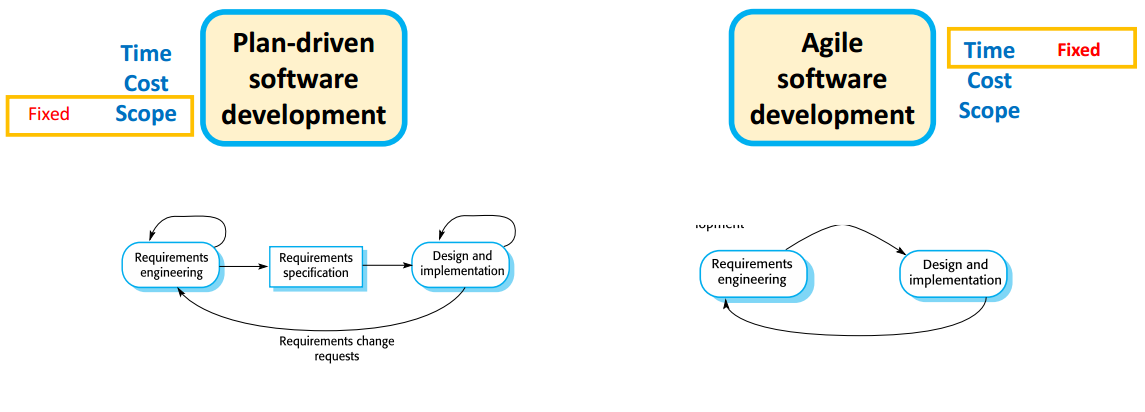 Plan-driven
software
development
Time
Cost
Fixed Scope
Agile
software
development
Time Fixed
Cost
Scope
Requirements
engineering
Requirements
specification
Design and
implementation
Requirements change
requests
lopment
Requirements
engineering
Design and
implementation